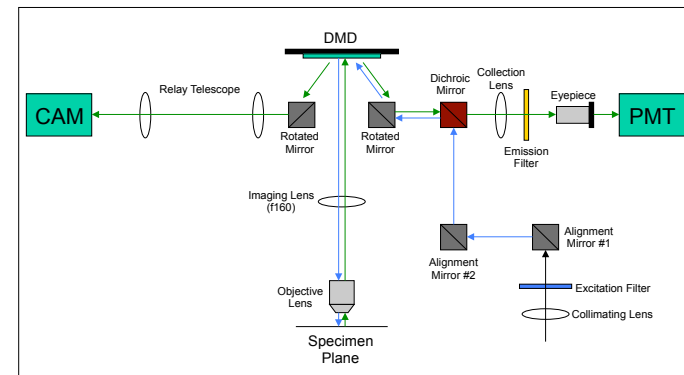 DMD
Relay Telescope
CAM
Rotated
Mirror
Rotated
Mirror
Dichroic
Mirror
Collection
Lens
Eyepiece
PMT
Emission
Filter
Imaging Lens
(f160)
Alignment
Mirror #1
Alignment
Mirror #2
Objective
Lens
Excitation Filter
Collimating Lens
Specimen
Plane